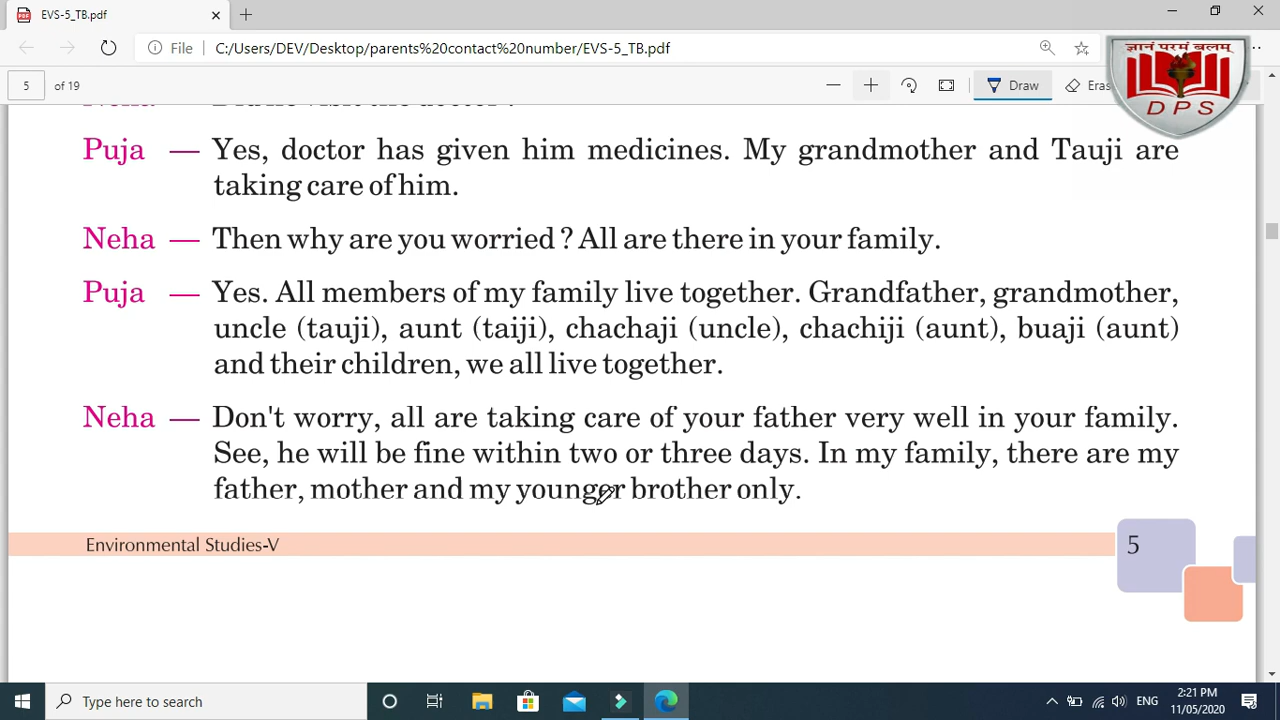 EVS-5_TB.pdf
File C:/Users/DEV/Desktop/parents%20contact%20number/EVS-5_TB.pdf
5 of 19 Draw Eras
ज्ञानं परमं बलम्
DPS
Puja — Yes, doctor has given him medicines. My grandmother and Tauji are
taking care of him.
Neha — Then why are you worried ? All are there in your family.
Puja — Yes. All members of my family live together. Grandfather, grandmother,
uncle (tauji), aunt (taiji), chachaji (uncle), chachiji (aunt), buaji (aunt)
and their children, we all live together.
Neha — Don't worry, all are taking care of your father very well in your family.
See, he will be fine within two or three days. In my family, there are my
father, mother and my younger brother only.
Environmental Studies-V 5
Type here to search ENG 2:21 PM
11/05/2020